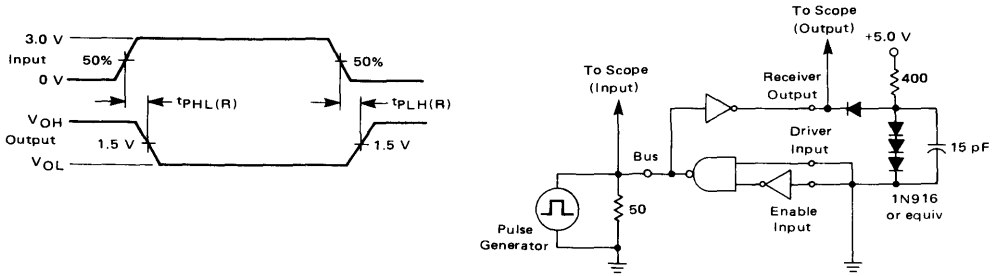 3.0 V
Input
50%
50%
0 V
tPHL(R)
tPLH(R)
VOH
Output
1.5 V
1.5 V
VOL
To Scope
(Output)
+5.0 V
To Scope
(Input)
Receiver
Output
400
Driver
Input
15 pF
Bus
50
1N916
or equiv
Enable
Input
Pulse
Generator